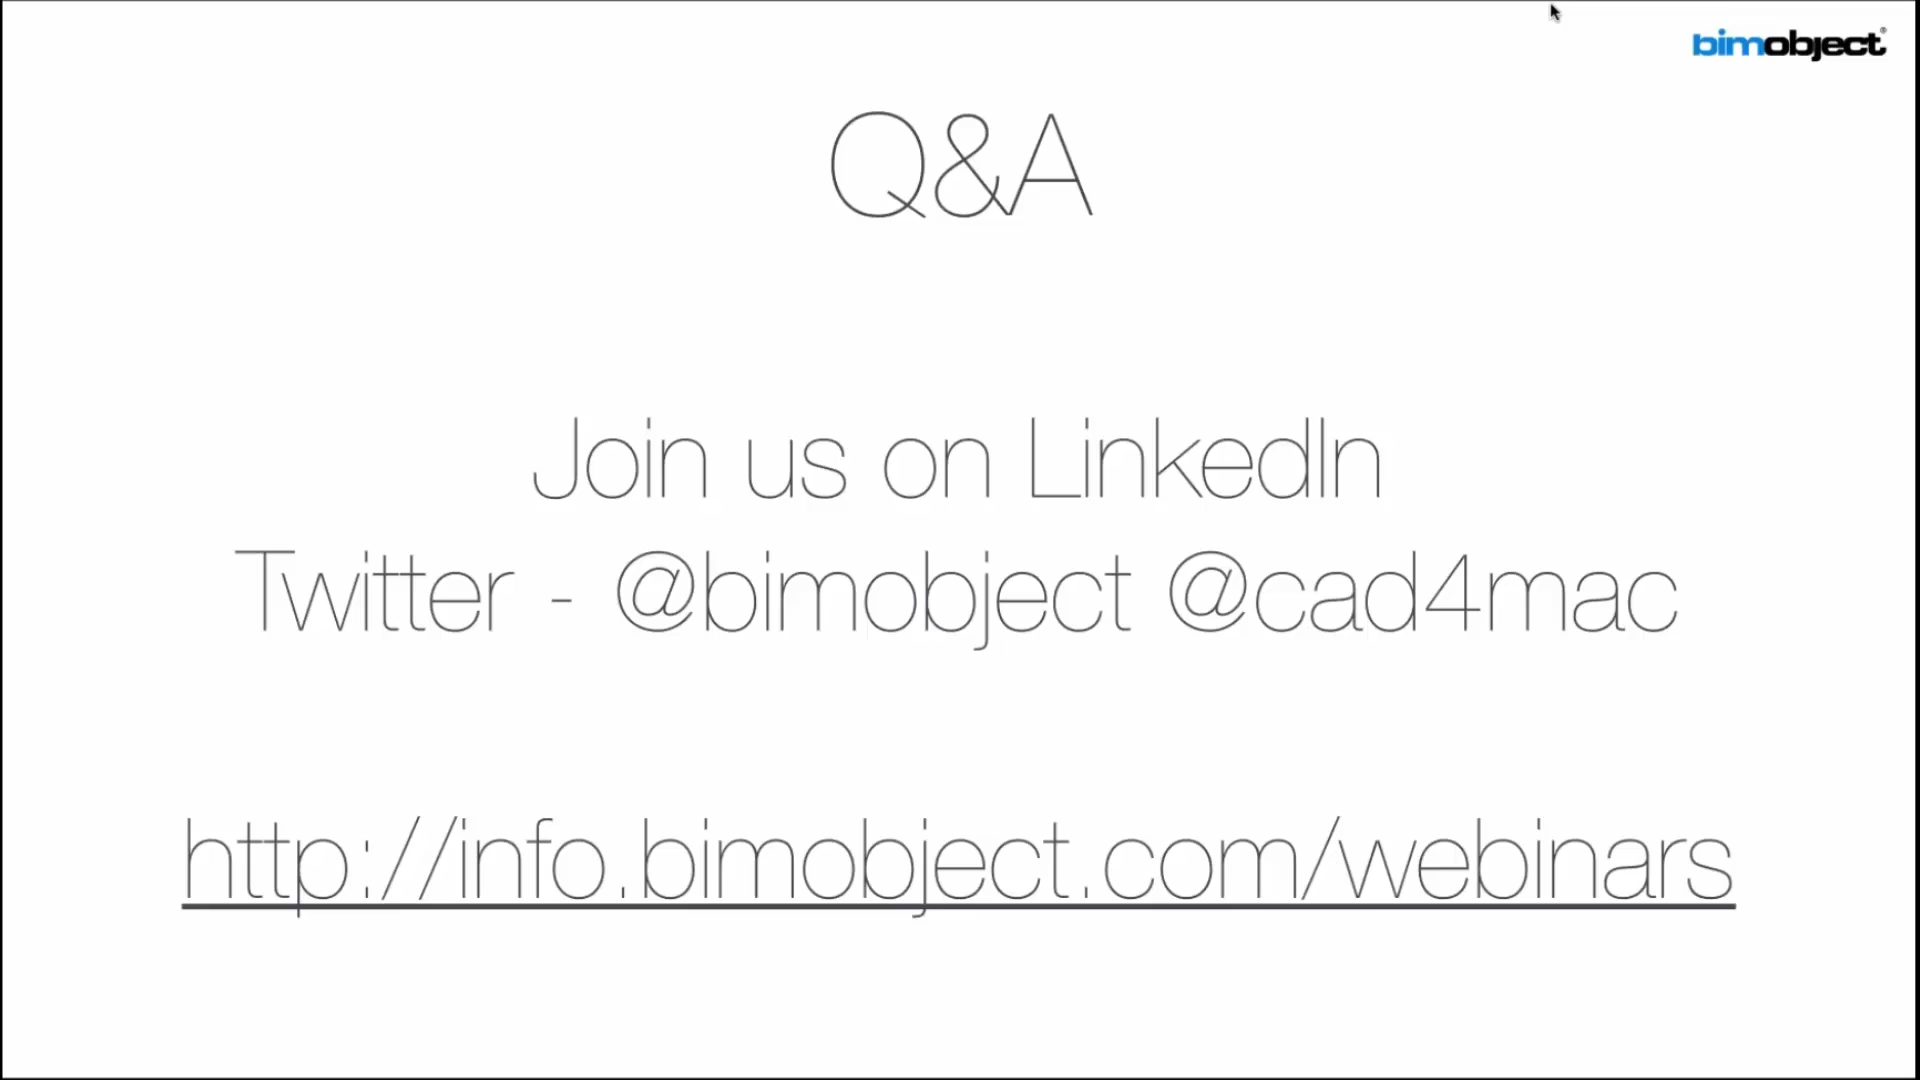 bimobject®
Q&A
Join us on LinkedIn
Twitter - @bimobject @cad4mac
http://info.bimobject.com/webinars